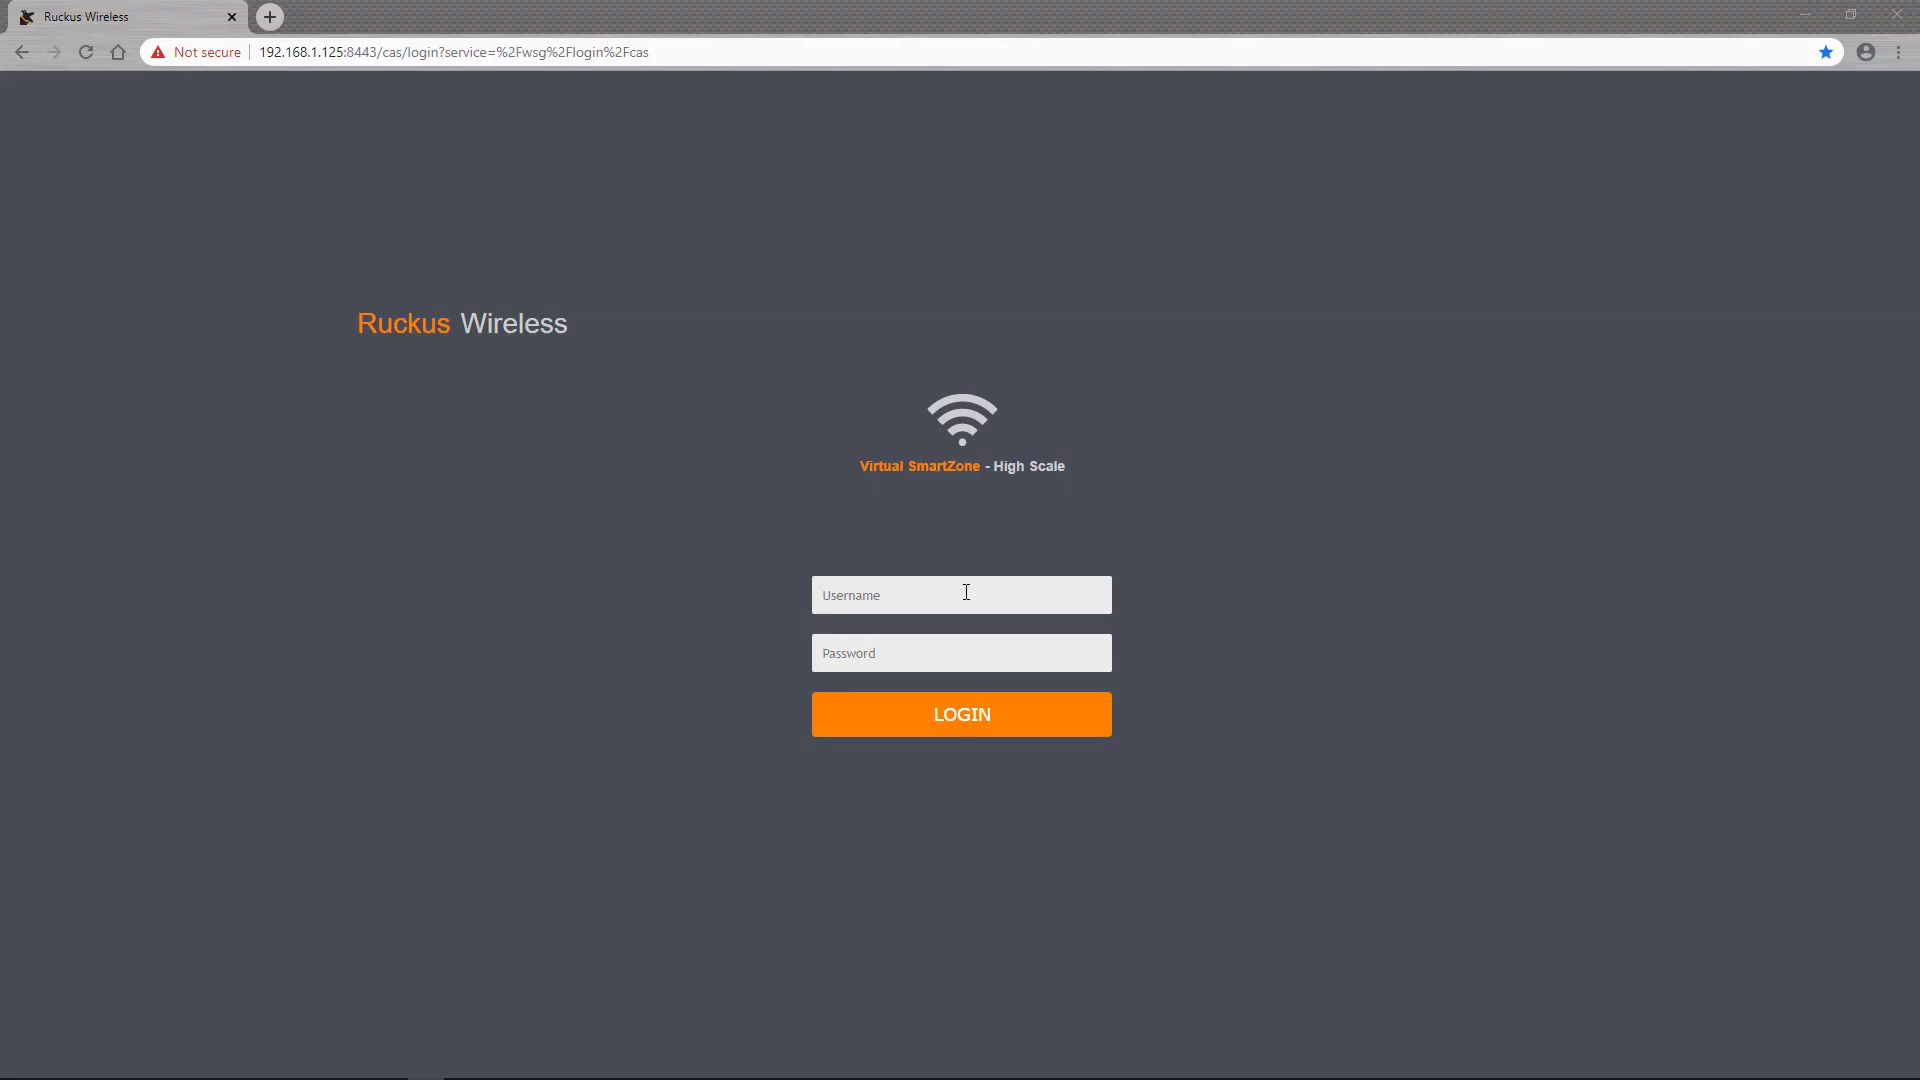 Ruckus Wireless
Not secure
192.168.1.125:8443/cas/login?service=%2Fwsg%2Flogin%2Fcas
Ruckus Wireless
Virtual SmartZone - High Scale
Username
Password
LOGIN